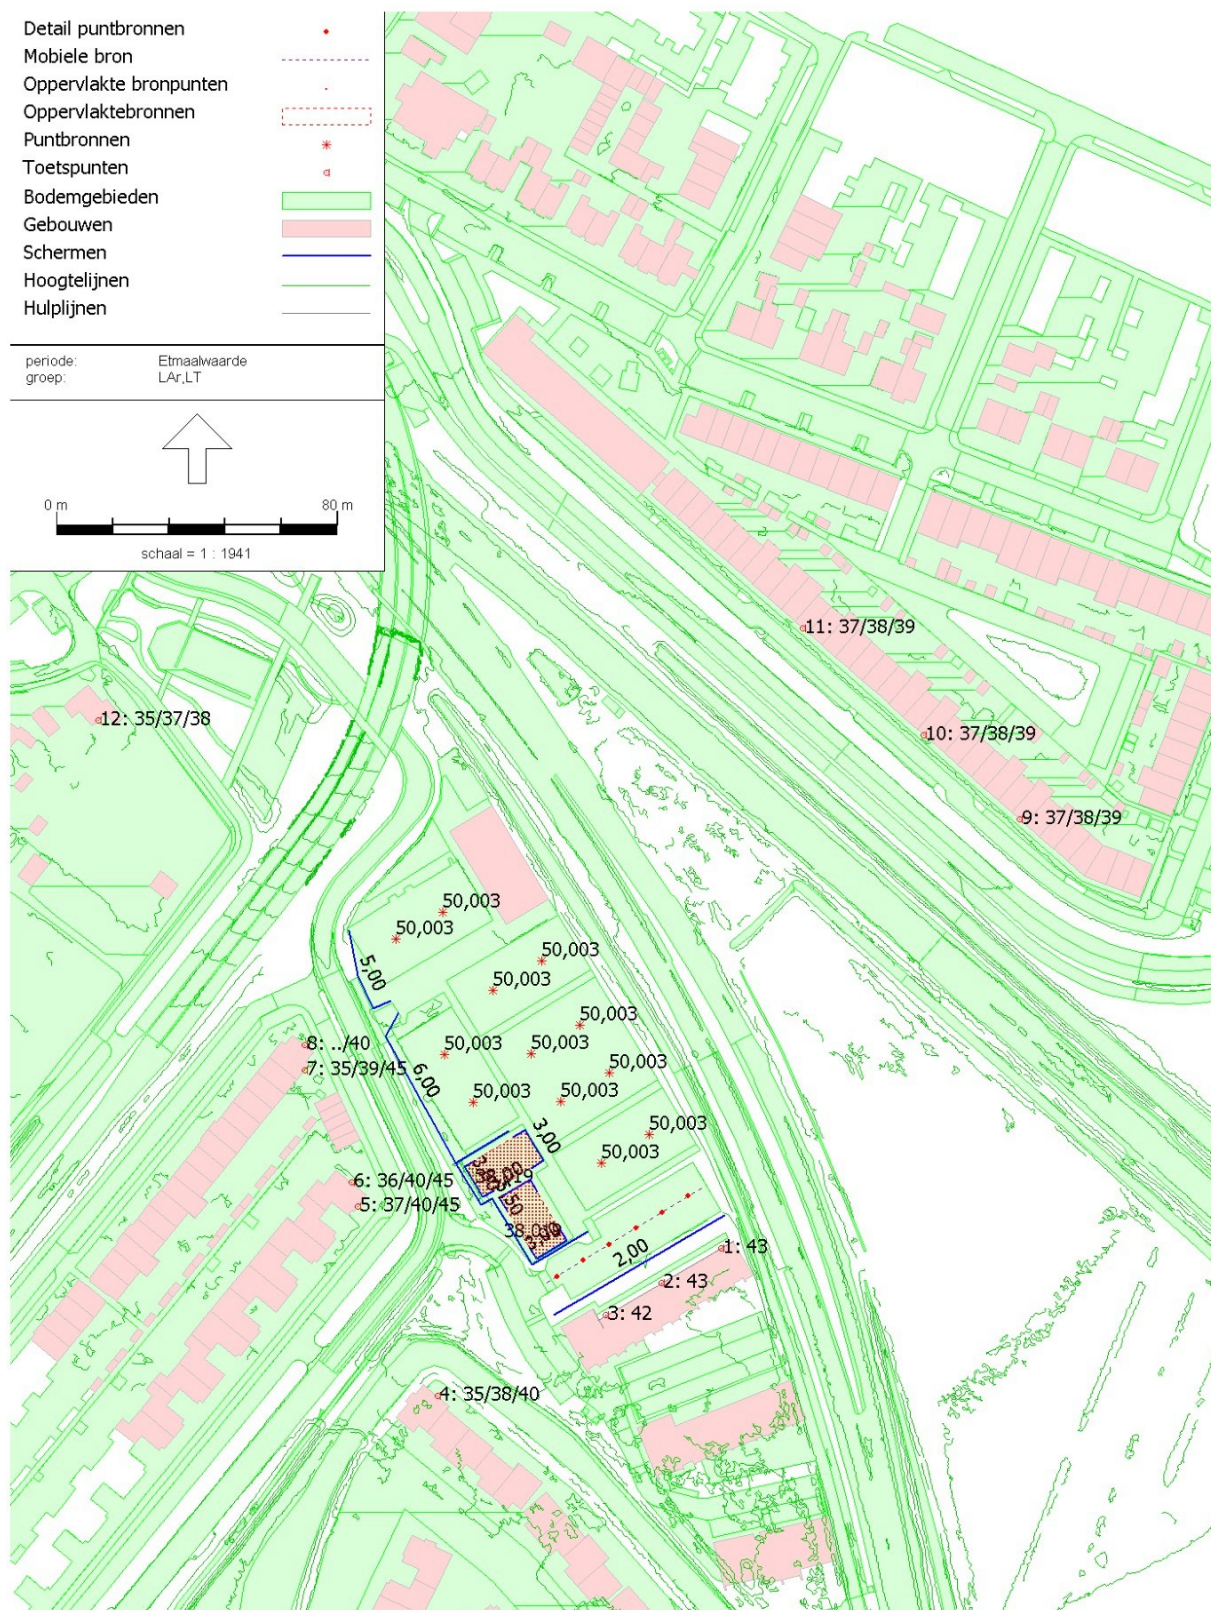 Detail puntbronnen
Mobiele bron
Oppervlakte bronpunten
Oppervlaktebronnen
Puntbronnen
Toetspunten
Bodemgebieden
Gebouwen
Schermen
Hoogtelijnen
Hulplijnen
periode: Etmaalwaarde
groep: LAr,LT
0 m 80 m
schaal = 1 : 1941
11: 37/38/39
12: 35/37/38
10: 37/38/39
9: 37/38/39
50,003
50,003
50,003
5,00
50,003
50,003
8: ../40
50,003
50,003
7: 35/39/45
6,00
50,003
50,003
50,003
3,00
50,003
50,003
6: 36/40/45
5: 37/40/45
2,00
1: 43
2: 43
3: 42
4: 35/38/40